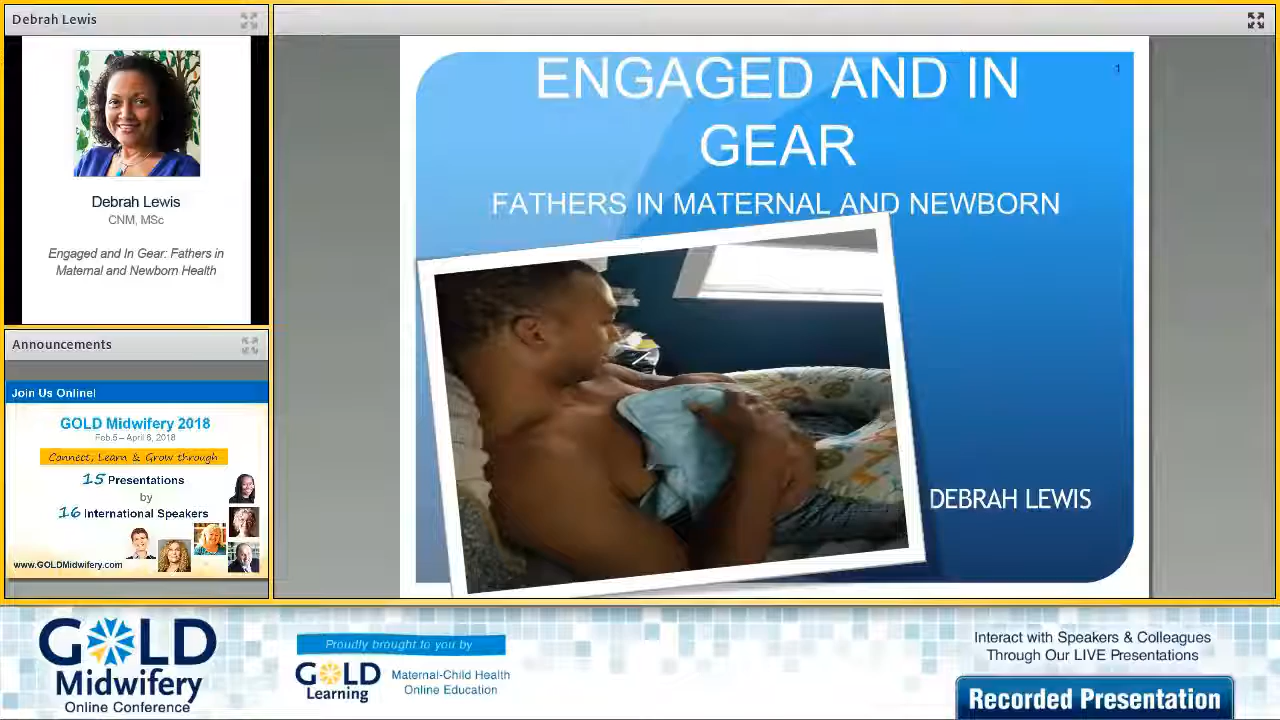 Debrah Lewis
Debrah Lewis
CNM, MSc
Engaged and In Gear: Fathers in
Maternal and Newborn Health
Announcements
Join Us Online!
GOLD Midwifery 2018
Feb.5 – April 6, 2018
Connect, Learn & Grow through
15 Presentations
by
16 International Speakers
www.GOLDMidwifery.com
1
ENGAGED AND IN
GEAR
FATHERS IN MATERNAL AND NEWBORN
DEBRAH LEWIS
GOLD
Midwifery
Online Conference
Proudly brought to you by
GOLD
Learning
Maternal-Child Health
Online Education
Interact with Speakers & Colleagues
Through Our LIVE Presentations
Recorded Presentation